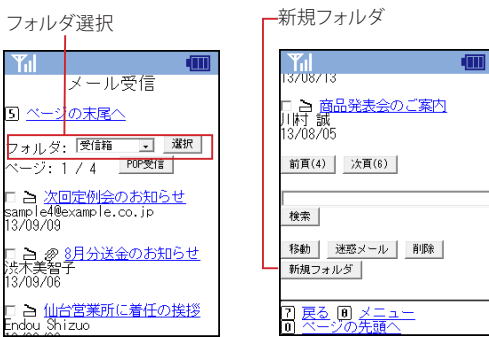 フォルダ選択
メール受信
5 ページの末尾へ
フォルダ: 受信箱 選択
ページ: 1 / 4 POP受信
次回定例会のお知らせ
sample4@example.co.jp
13/09/09
8月分送金のお知らせ
渋木美智子
13/09/06
仙台営業所に着任の挨拶
Endou Shizuo
新規フォルダ
13/08/13
商品発表会のご案内
川村 誠
13/08/05
前頁(4) 次頁(6)
検索
移動 迷惑メール 削除
新規フォルダ
7 戻る 8 メニュー
0 ページの先頭へ